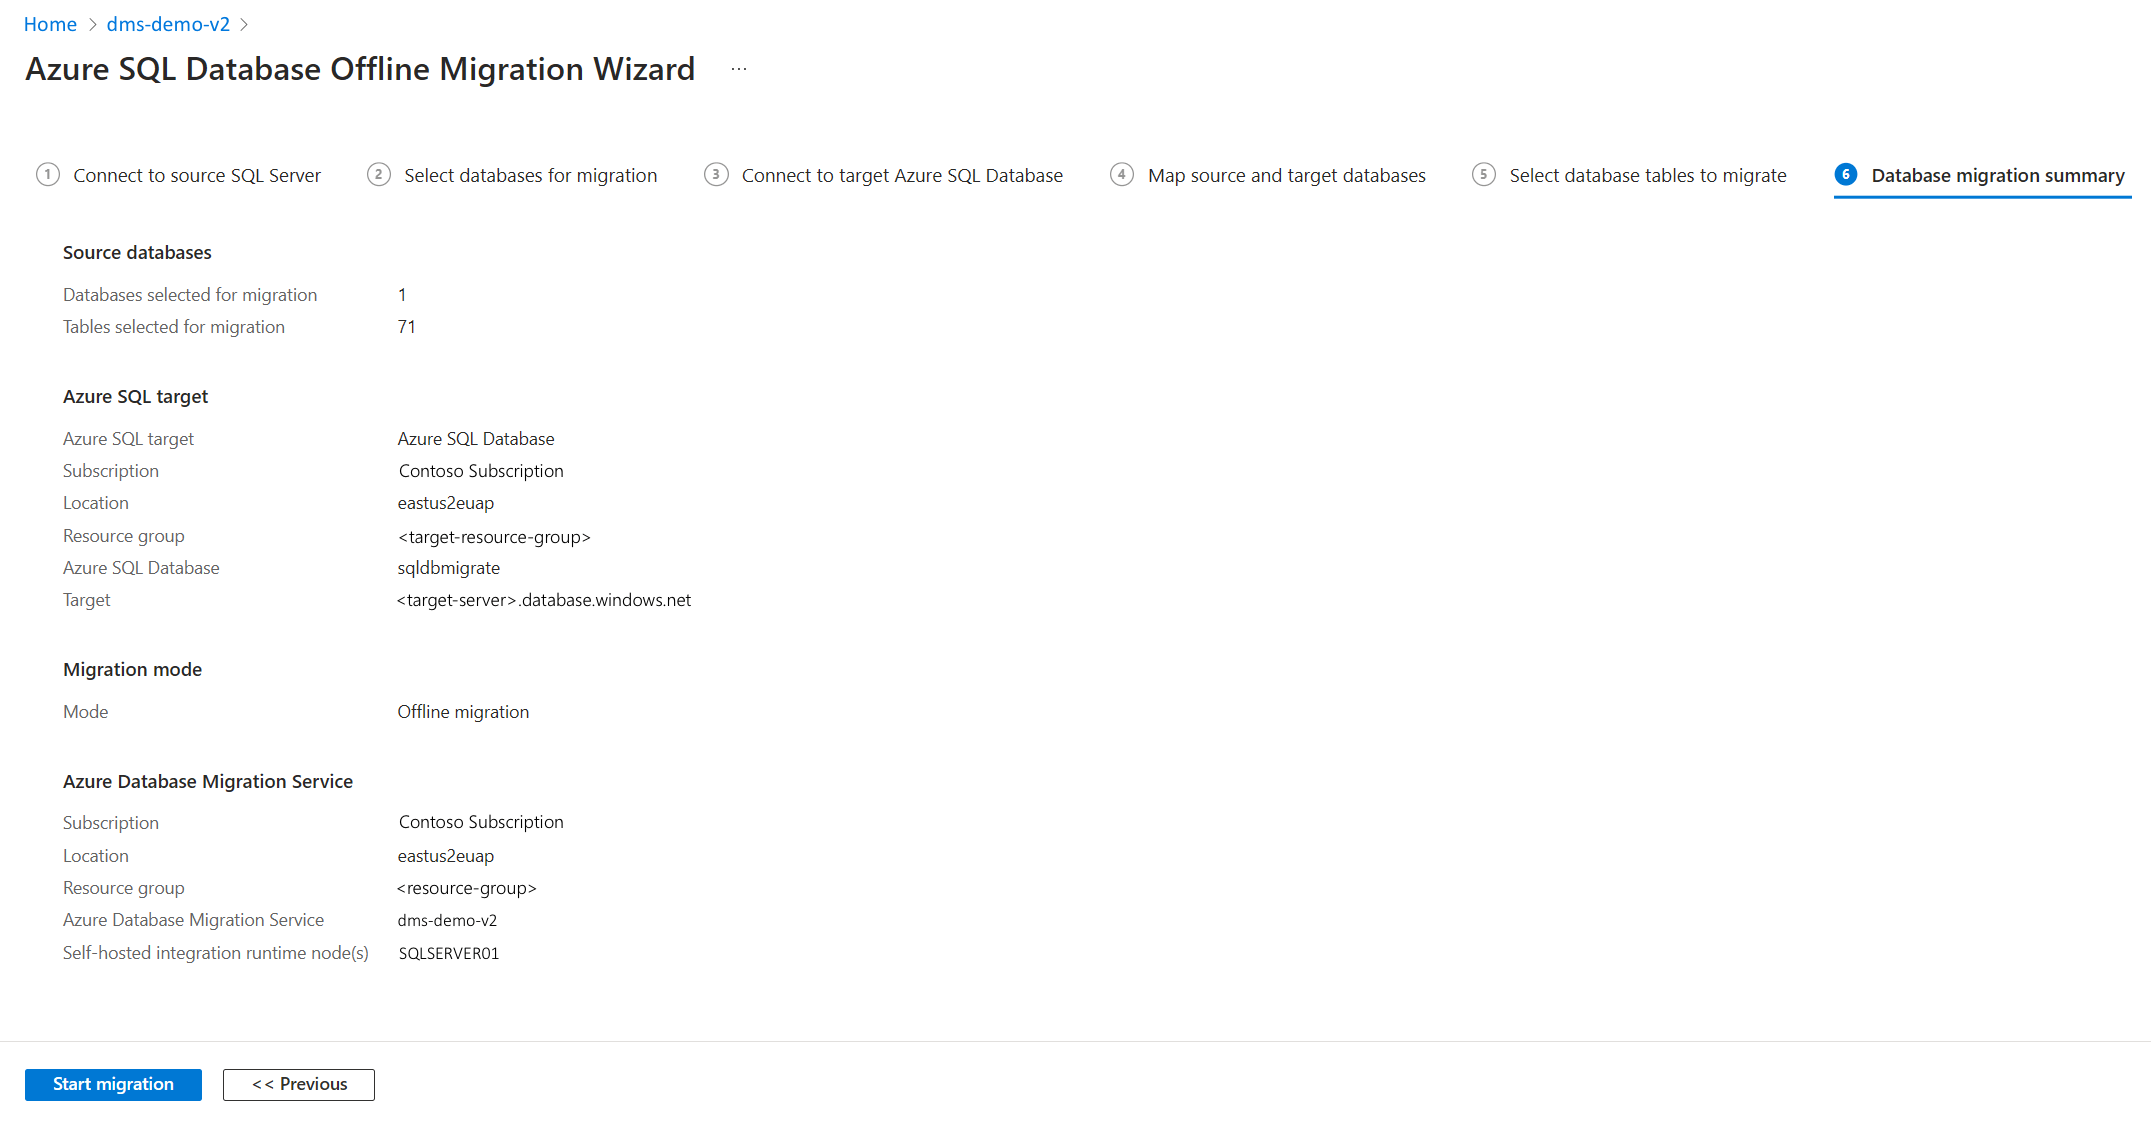 Home > dms-demo-v2 >
Azure SQL Database Offline Migration Wizard ...
1 Connect to source SQL Server 2 Select databases for migration 3 Connect to target Azure SQL Database 4 Map source and target databases 5 Select database tables to migrate 6 Database migration summary
Source databases
Databases selected for migration 1
Tables selected for migration 71
Azure SQL target
Azure SQL target Azure SQL Database
Subscription Contoso Subscription
Location eastus2euap
Resource group <target-resource-group>
Azure SQL Database sqldbmigrate
Target <target-server>.database.windows.net
Migration mode
Mode Offline migration
Azure Database Migration Service
Subscription Contoso Subscription
Location eastus2euap
Resource group <resource-group>
Azure Database Migration Service dms-demo-v2
Self-hosted integration runtime node(s) SQLSERVER01
Start migration << Previous